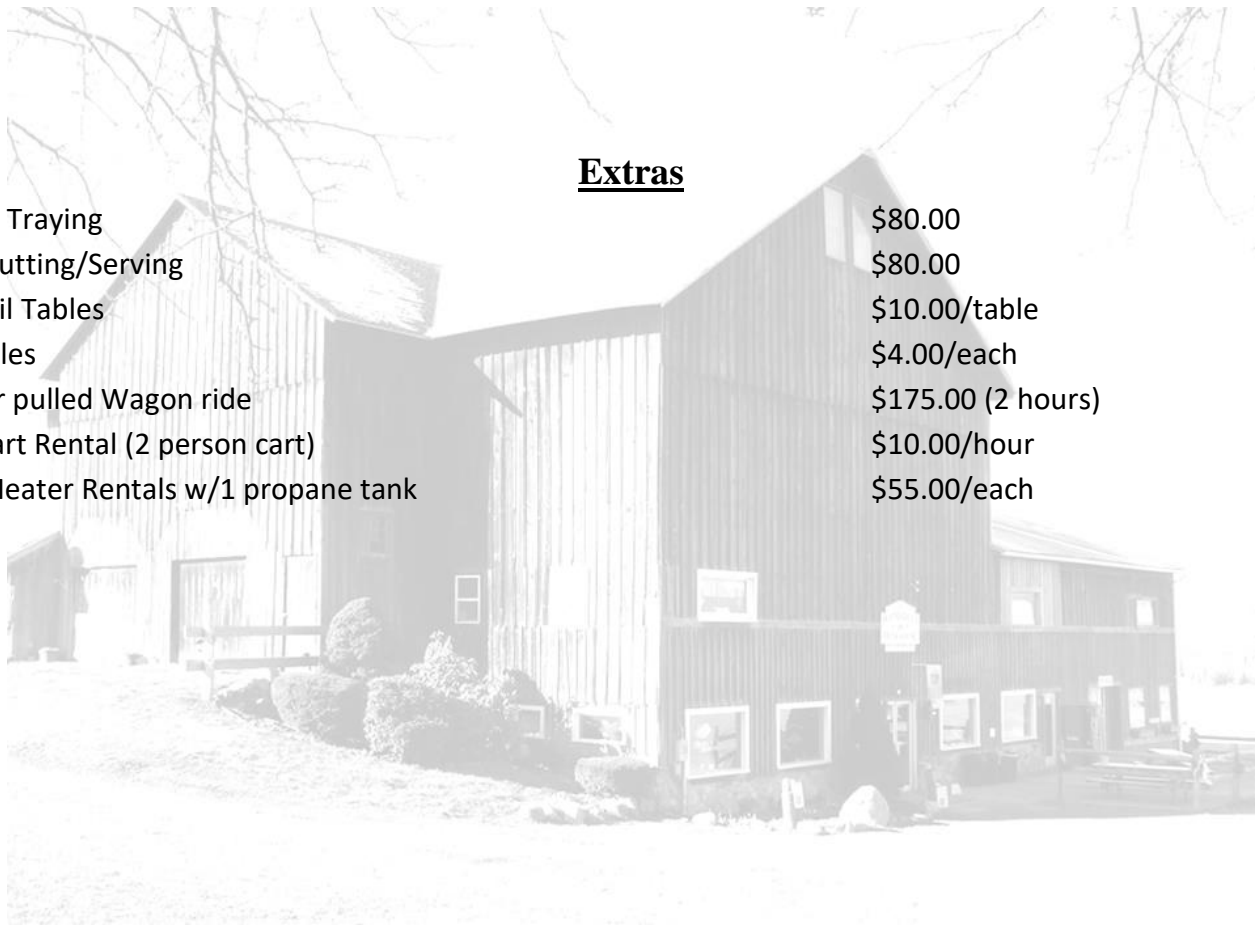 Extras
Traying $80.00
utting/Serving $80.00
il Tables $10.00/table
les $4.00/each
r pulled Wagon ride $175.00 (2 hours)
art Rental (2 person cart) $10.00/hour
Heater Rentals w/1 propane tank $55.00/each